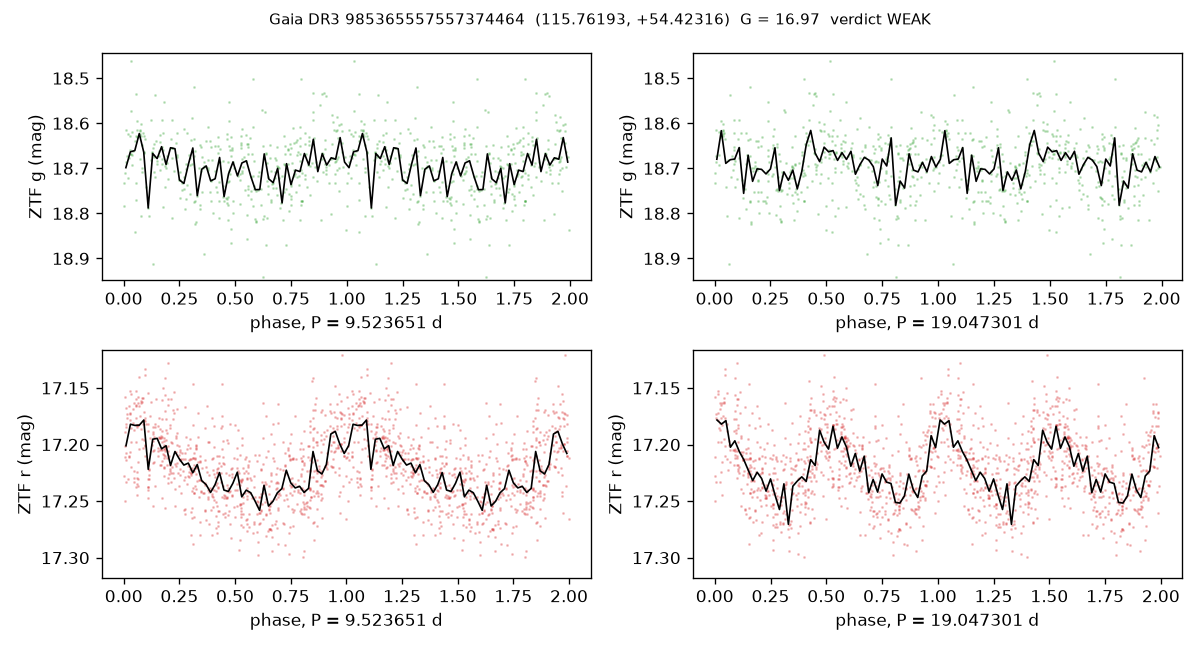 Gaia DR3 985365557557374464  (115.76193, +54.42316)  G = 16.97  verdict WEAK
ZTF g (mag)
18.5
18.6
18.7
18.8
18.9
0.00 0.25 0.50 0.75 1.00 1.25 1.50 1.75 2.00
phase, P = 9.523651 d
ZTF g (mag)
18.5
18.6
18.7
18.8
18.9
0.00 0.25 0.50 0.75 1.00 1.25 1.50 1.75 2.00
phase, P = 19.047301 d
ZTF r (mag)
17.15
17.20
17.25
17.30
0.00 0.25 0.50 0.75 1.00 1.25 1.50 1.75 2.00
phase, P = 9.523651 d
ZTF r (mag)
17.15
17.20
17.25
17.30
0.00 0.25 0.50 0.75 1.00 1.25 1.50 1.75 2.00
phase, P = 19.047301 d